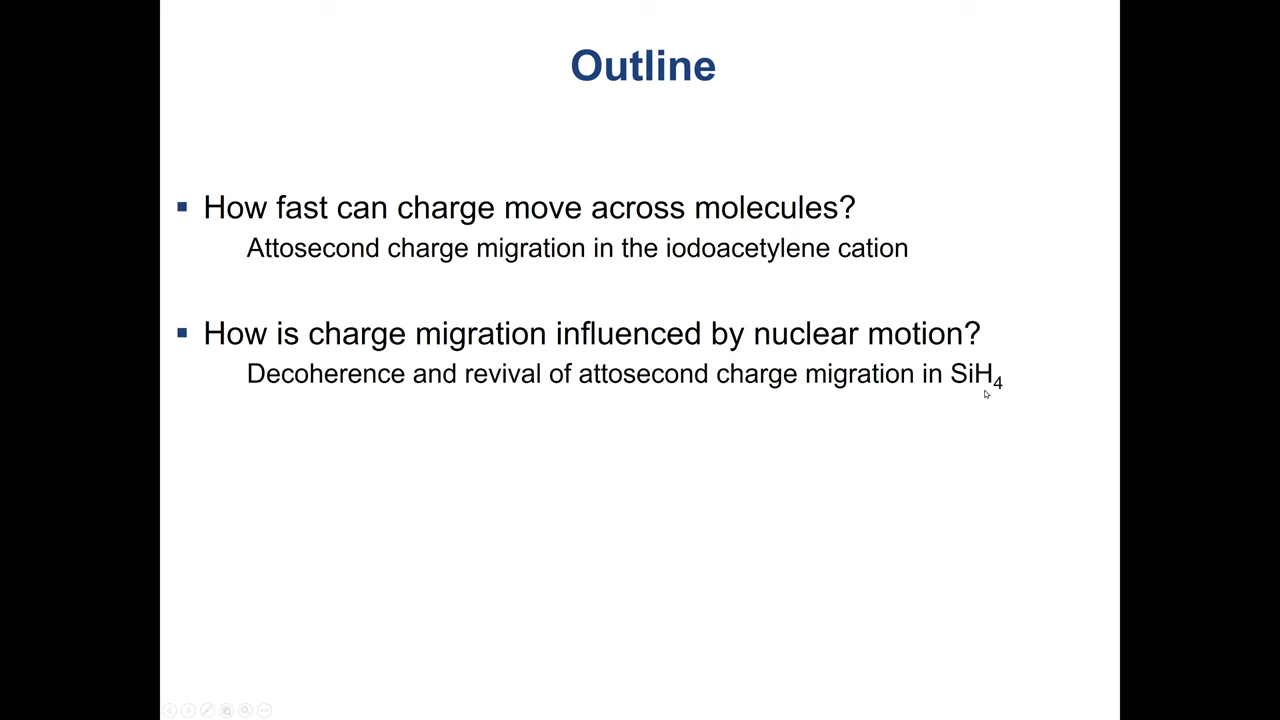 Outline
▪ How fast can charge move across molecules?
Attosecond charge migration in the iodoacetylene cation
▪ How is charge migration influenced by nuclear motion?
Decoherence and revival of attosecond charge migration in SiH₄